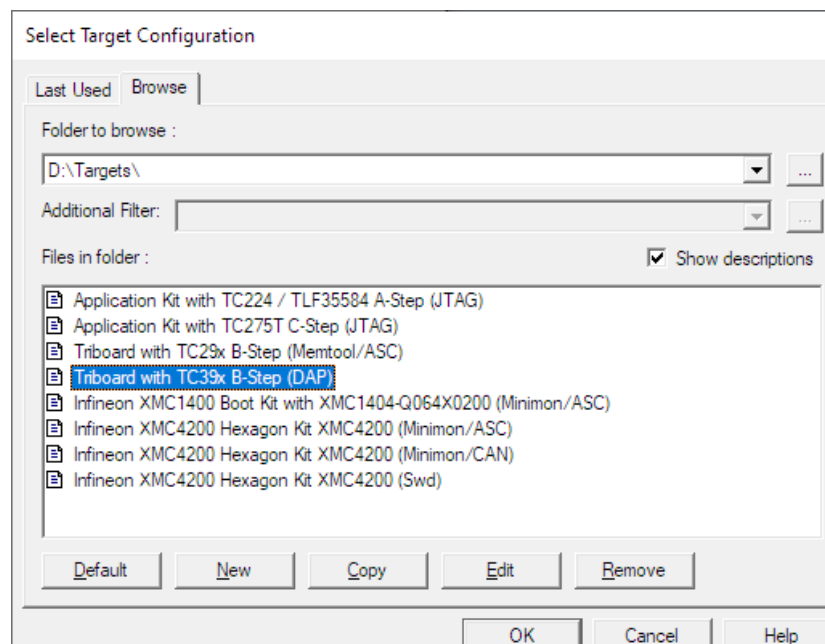 Select Target Configuration
Last Used Browse
Folder to browse :
D:\Targets\
...
Additional Filter:
...
Files in folder :
Show descriptions
Application Kit with TC224 / TLF35584 A-Step (JTAG)
Application Kit with TC275T C-Step (JTAG)
Triboard with TC29x B-Step (Memtool/ASC)
Triboard with TC39x B-Step (DAP)
Infineon XMC1400 Boot Kit with XMC1404-Q064X0200 (Minimon/ASC)
Infineon XMC4200 Hexagon Kit XMC4200 (Minimon/ASC)
Infineon XMC4200 Hexagon Kit XMC4200 (Minimon/CAN)
Infineon XMC4200 Hexagon Kit XMC4200 (Swd)
Default New Copy Edit Remove
OK Cancel Help